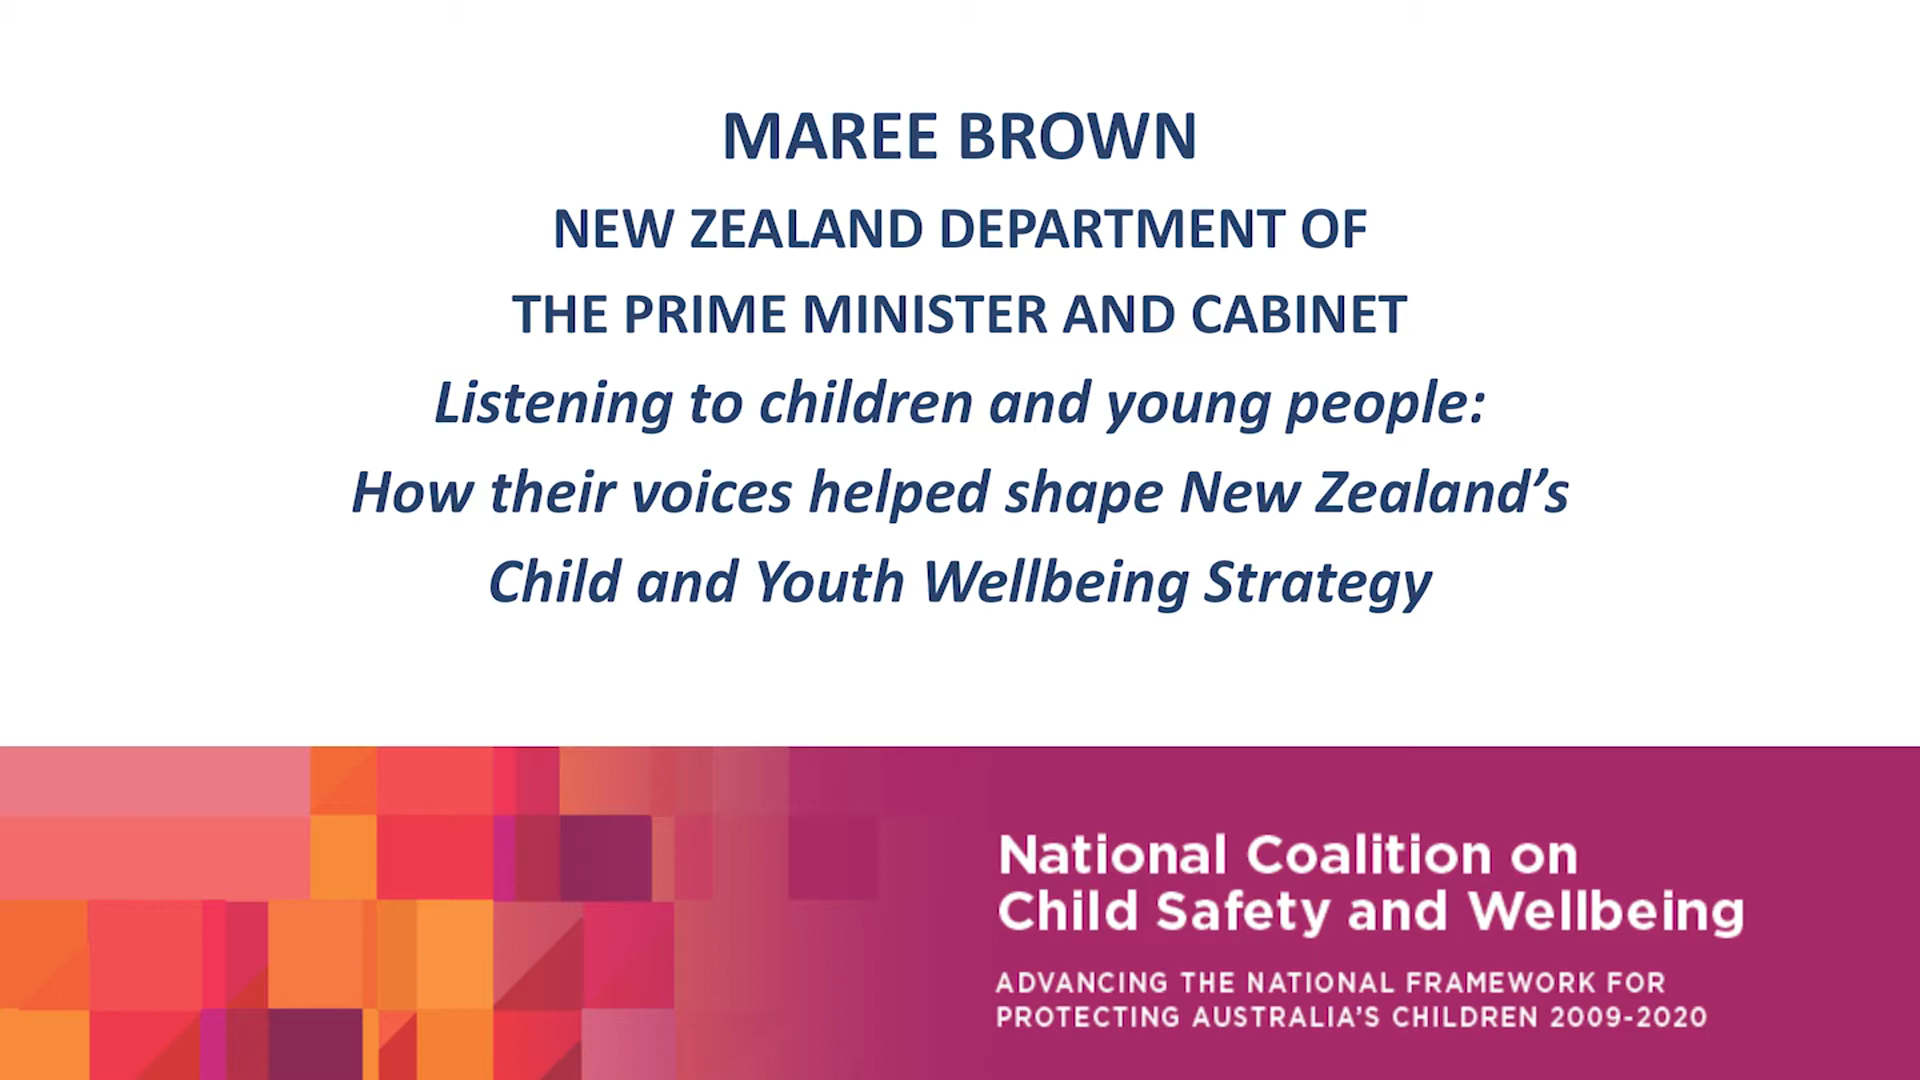 MAREE BROWN
NEW ZEALAND DEPARTMENT OF
THE PRIME MINISTER AND CABINET
Listening to children and young people:
How their voices helped shape New Zealand’s
Child and Youth Wellbeing Strategy
National Coalition on
Child Safety and Wellbeing
ADVANCING THE NATIONAL FRAMEWORK FOR
PROTECTING AUSTRALIA’S CHILDREN 2009-2020